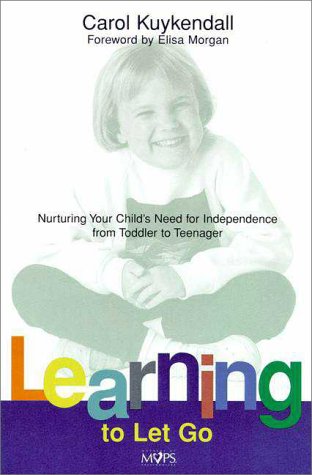 Carol Kuykendall
Foreword by Elisa Morgan
Nurturing Your Child's Need for Independence
from Toddler to Teenager
Learning
to Let Go
MOPS